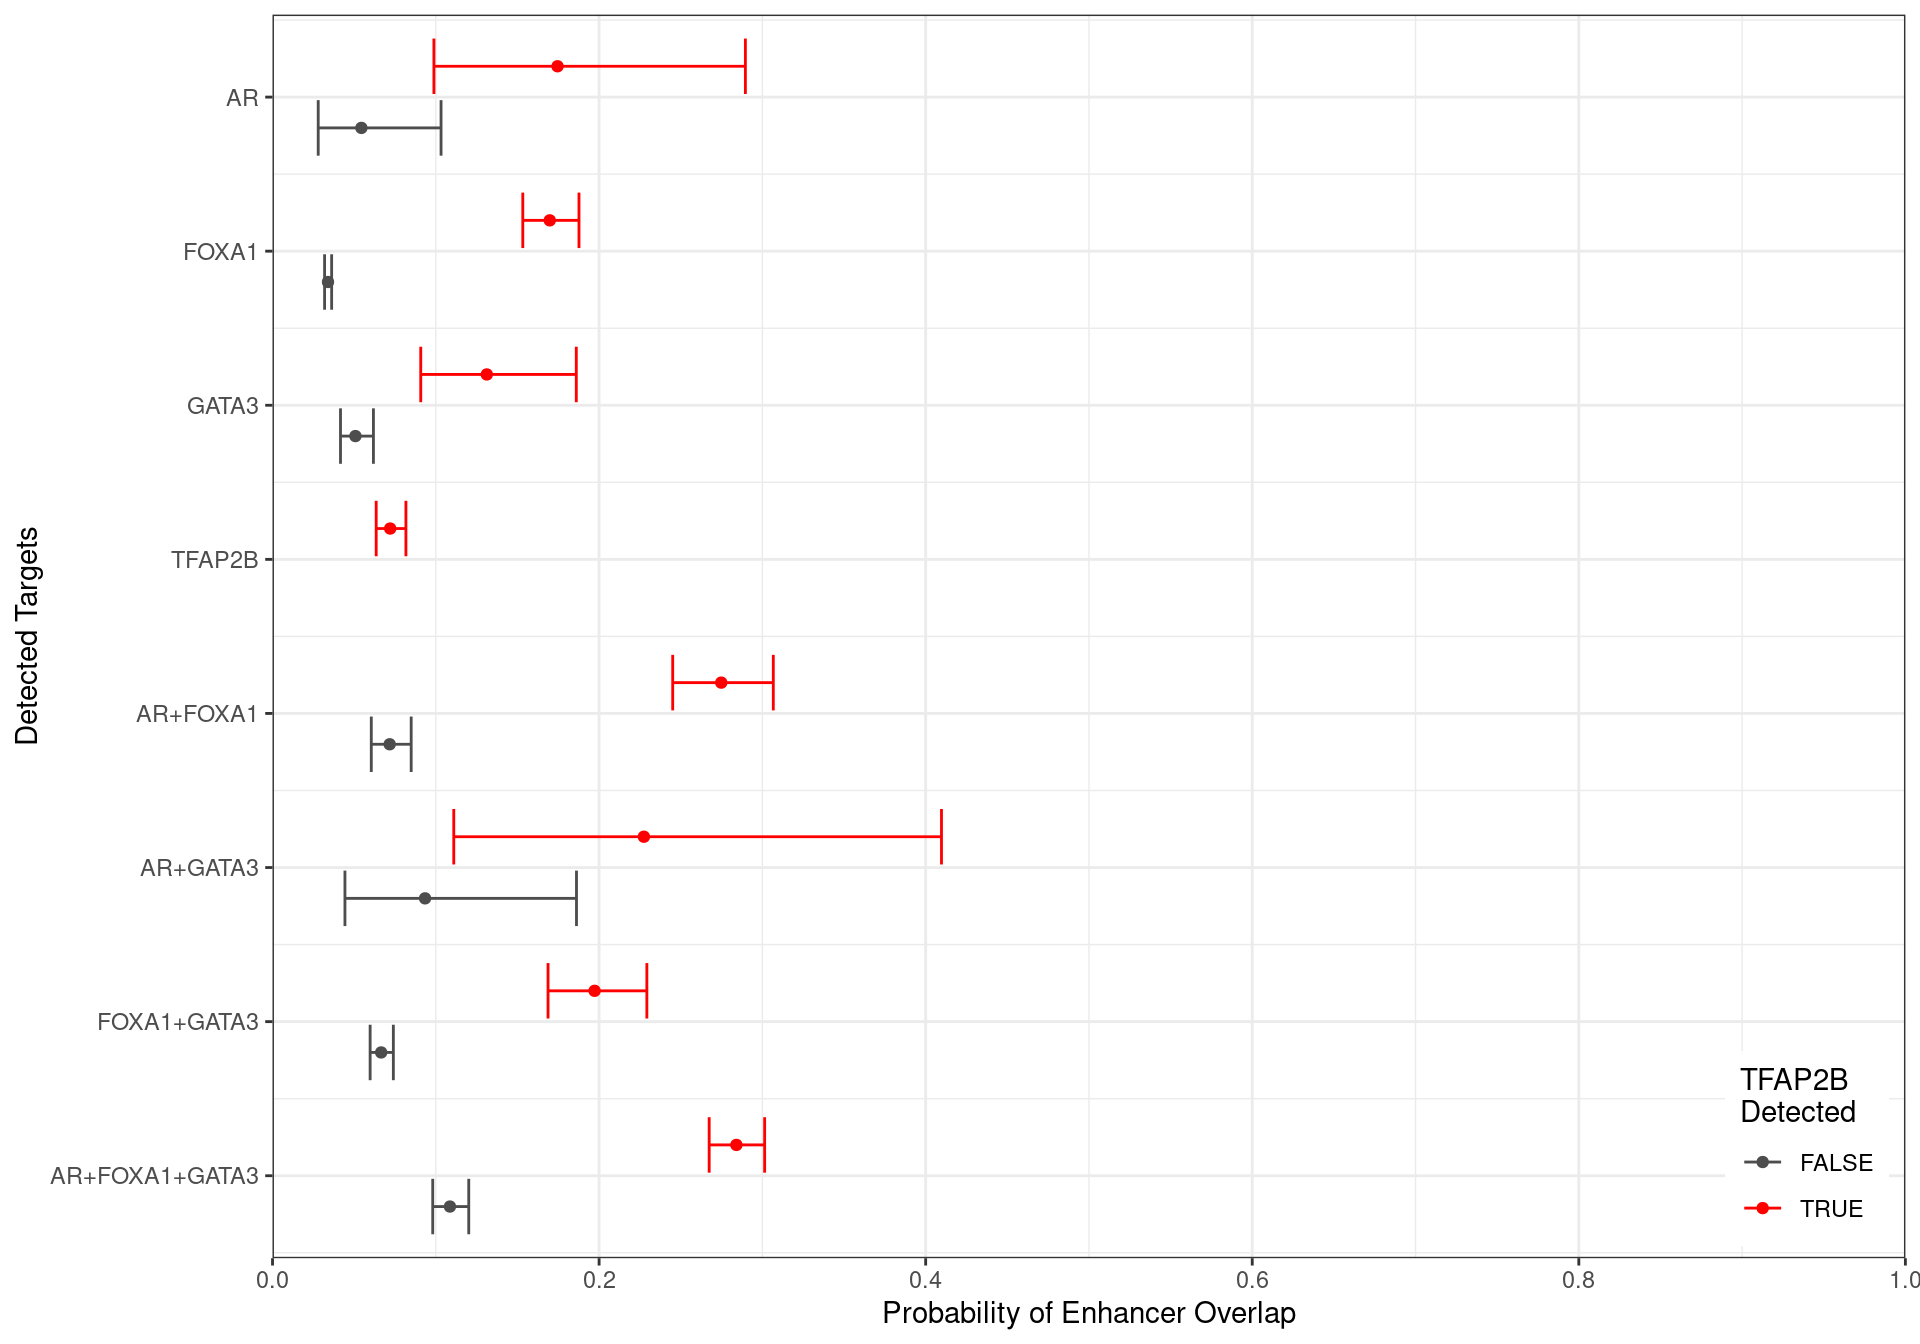 AR
FOXA1
GATA3
TFAP2B
AR+FOXA1
AR+GATA3
FOXA1+GATA3
AR+FOXA1+GATA3
Detected Targets
0.0
0.2
0.4
0.6
0.8
1.0
Probability of Enhancer Overlap
TFAP2B
Detected
FALSE
TRUE